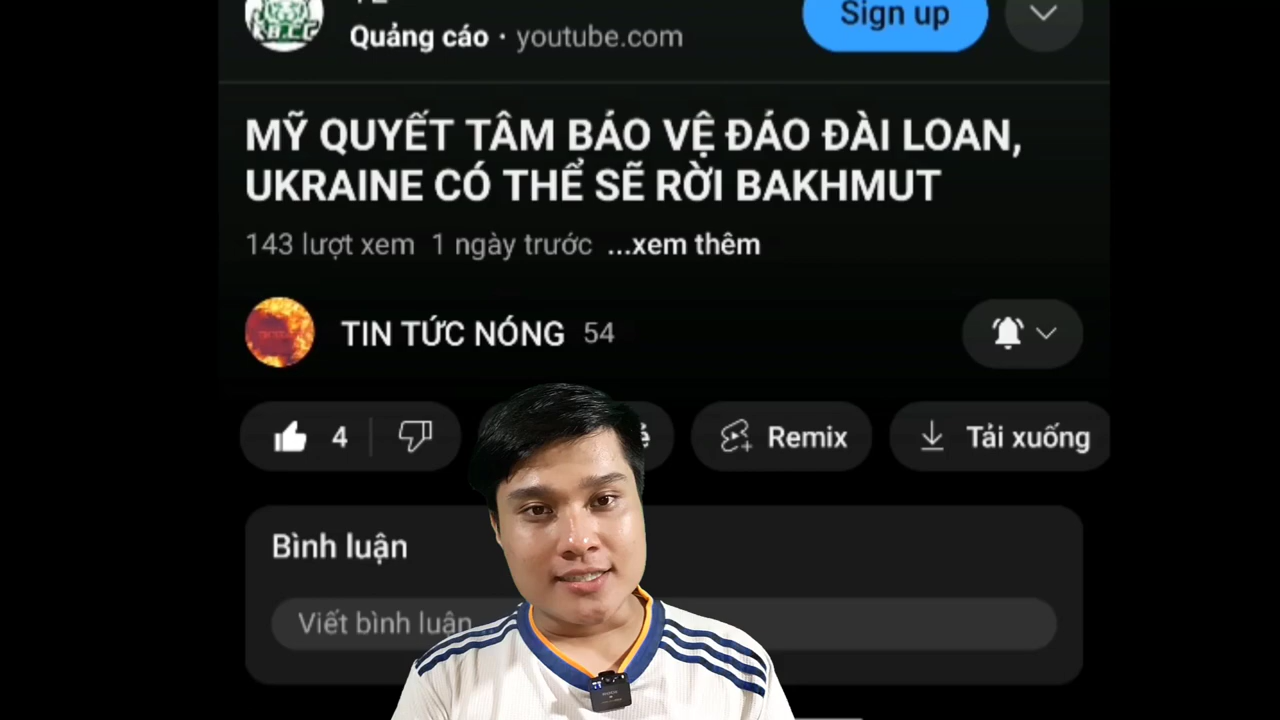 Quảng cáo · youtube.com
Sign up
MỸ QUYẾT TÂM BẢO VỆ ĐẢO ĐÀI LOAN,
UKRAINE CÓ THỂ SẼ RỜI BAKHMUT
143 lượt xem 1 ngày trước ...xem thêm
TIN TỨC NÓNG 54
4
Remix
Tải xuống
Bình luận
Viết bình luận